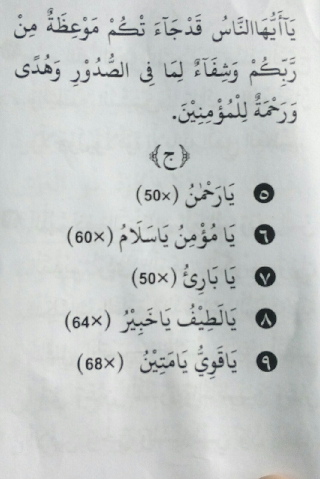 يَآأَيُّهَاالنَّاسُ قَدْجَآءَ تْكُمْ مَوْعِظَةٌ مِنْ
رَّبِّكُمْ وَشِفَآءٌ لِمَا فِى الصُّدُوْرِ وَهُدًى
وَرَحْمَةٌ لِلْمُؤْمِنِيْنَ.
﴿ج﴾
٥ يَارَحْمٰنُ (50×)
٦ يَا مُؤْمِنُ يَاسَلَامُ (60×)
٧ يَا بَارِئُ (50×)
٨ يَالَطِيْفُ يَاخَبِيْرُ (64×)
٩ يَاقَوِيُّ يَامَتِيْنُ (68×)